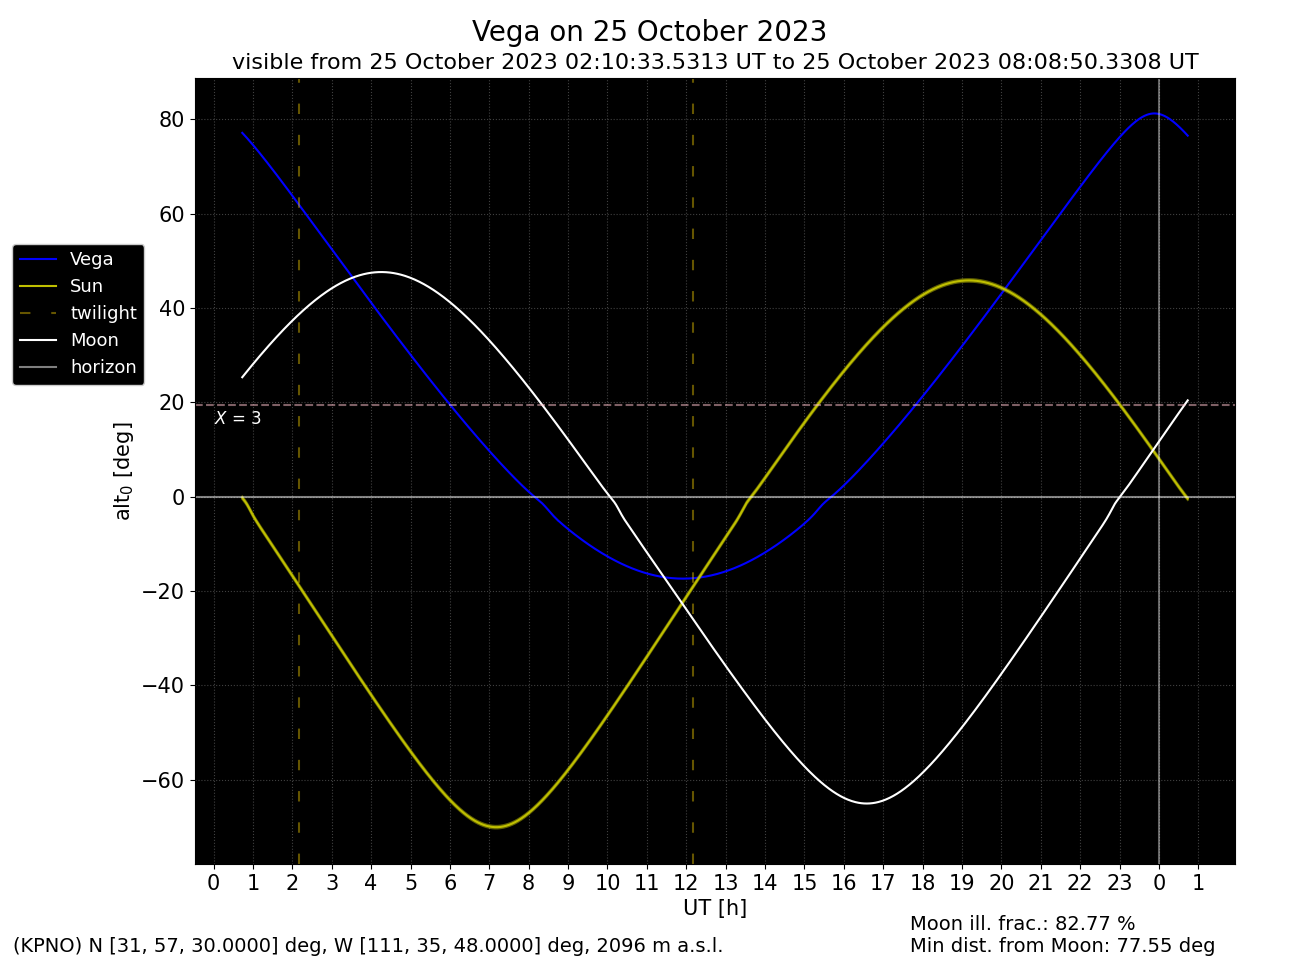 Vega on 25 October 2023
visible from 25 October 2023 02:10:33.5313 UT to 25 October 2023 08:08:50.3308 UT
80
60
40
20
0
−20
−40
−60
alt0 [deg]
Vega
Sun
twilight
Moon
horizon
X = 3
0 1 2 3 4 5 6 7 8 9 10 11 12 13 14 15 16 17 18 19 20 21 22 23 0 1
UT [h]
Moon ill. frac.: 82.77 %
(KPNO) N [31, 57, 30.0000] deg, W [111, 35, 48.0000] deg, 2096 m a.s.l.
Min dist. from Moon: 77.55 deg